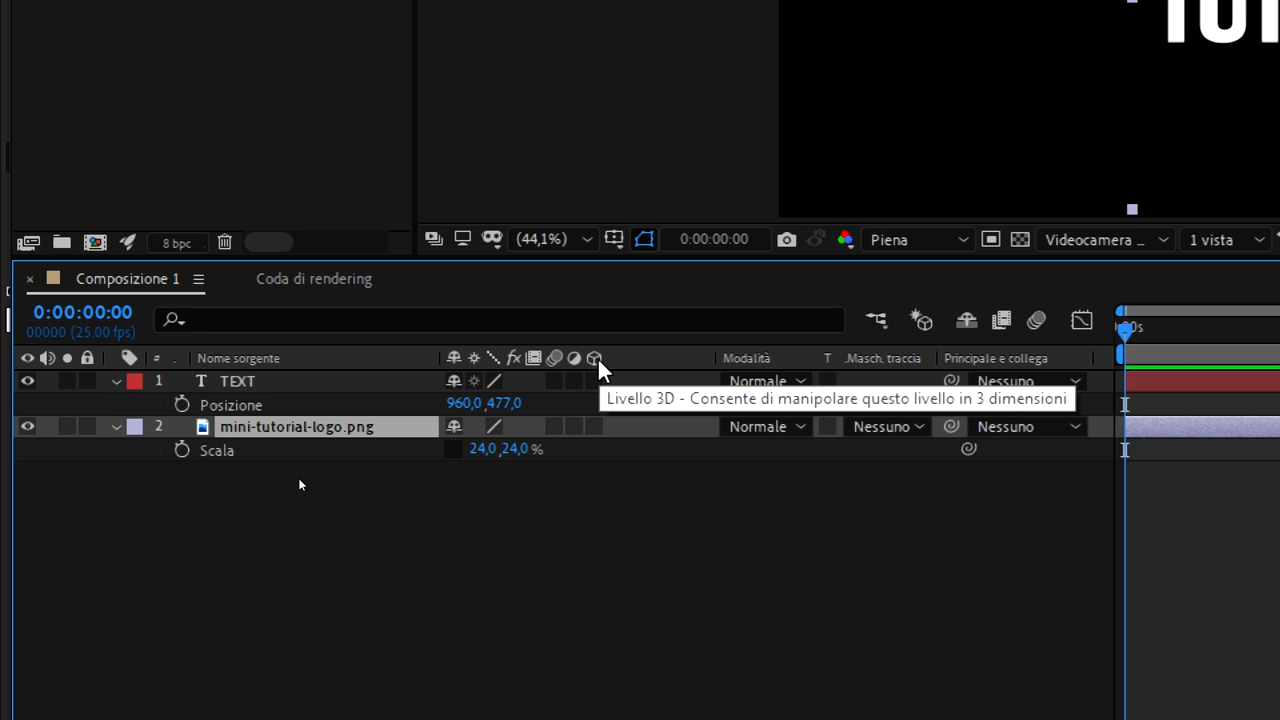 TUT
8 bpc
(44,1%)
0:00:00:00
Piena
Videocamera ...
1 vista
Composizione 1
Coda di rendering
0:00:00:00
00000 (25.00 fps)
00s
# . Nome sorgente
fx
Modalità
T
.Masch. traccia
Principale e collega
1 T TEXT
Normale
Nessuno
Posizione
960,0 ,477,0
Livello 3D - Consente di manipolare questo livello in 3 dimensioni
2 mini-tutorial-logo.png
Normale
Nessuno
Nessuno
Scala
24,0 ,24,0 %